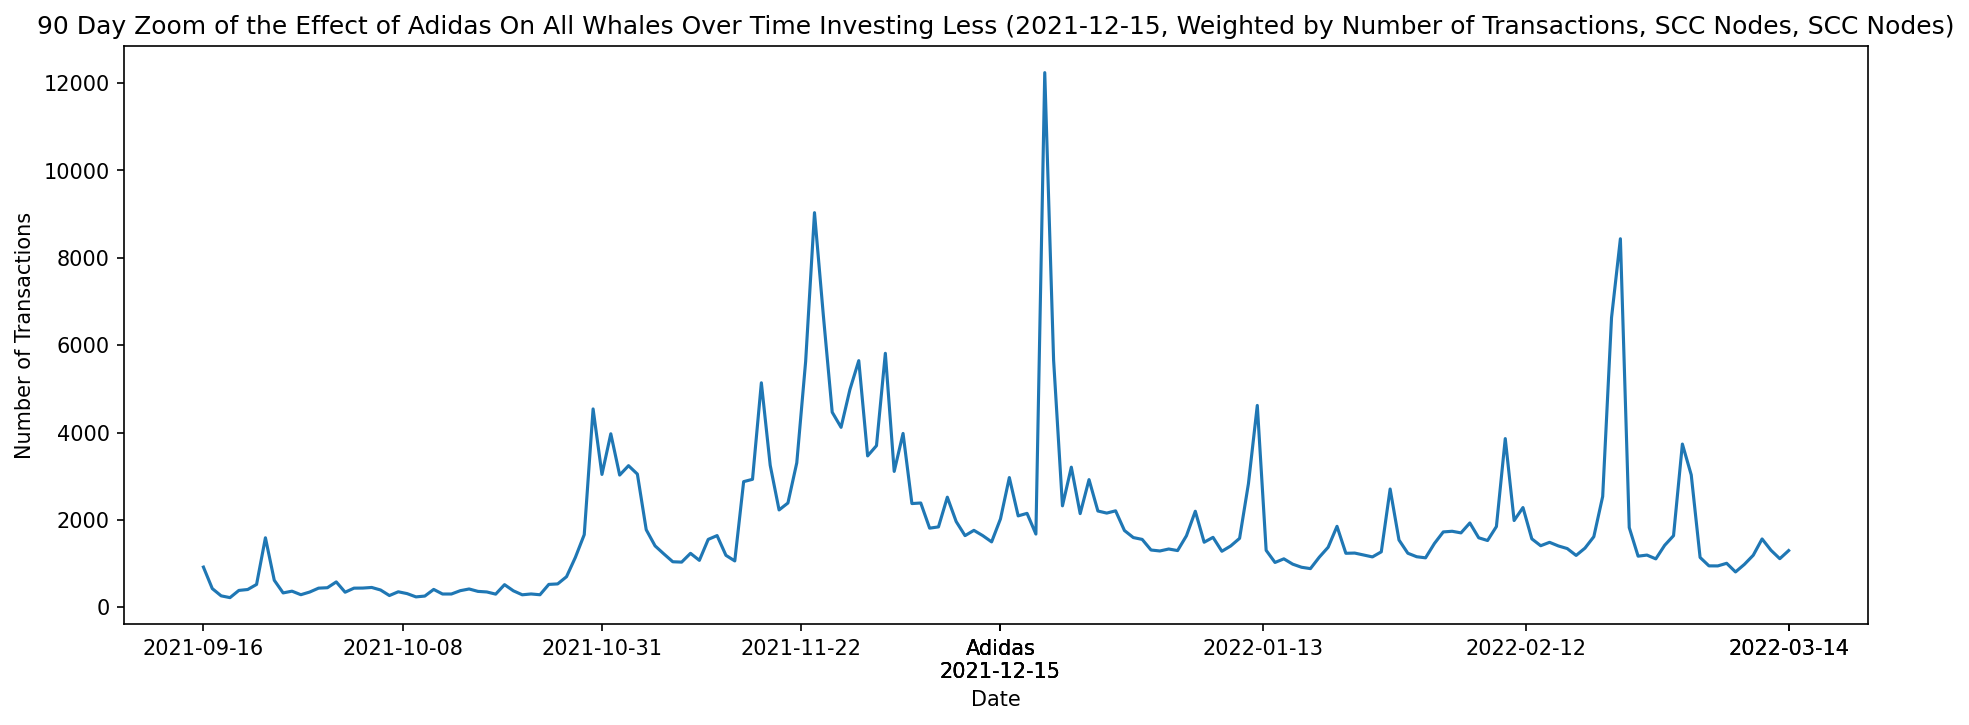 90 Day Zoom of the Effect of Adidas On All Whales Over Time Investing Less (2021-12-15, Weighted by Number of Transactions, SCC Nodes, SCC Nodes)
Number of Transactions
12000
10000
8000
6000
4000
2000
0
2021-09-16 2021-10-08 2021-10-31 2021-11-22 Adidas 2022-01-13 2022-02-12 2022-03-14
2021-12-15
Date